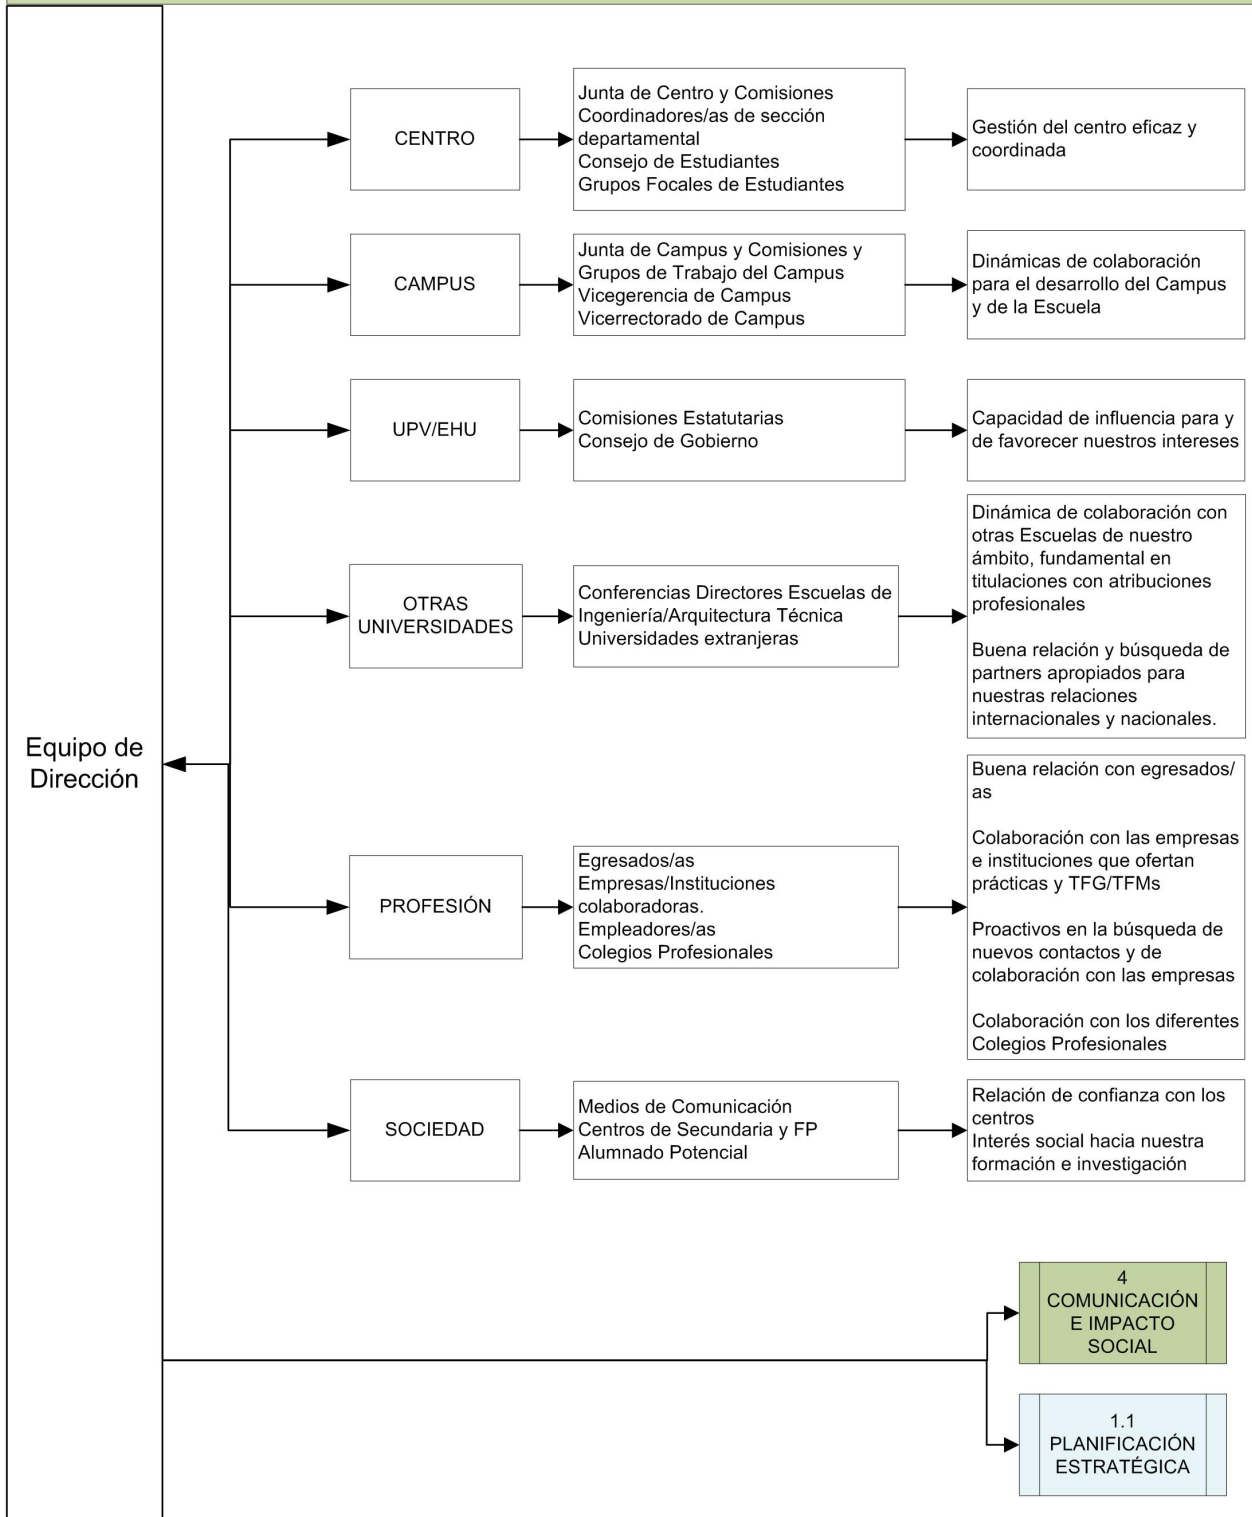 CENTRO
Junta de Centro y Comisiones
Coordinadores/as de sección
departamental
Consejo de Estudiantes
Grupos Focales de Estudiantes
Gestión del centro eficaz y
coordinada
CAMPUS
Junta de Campus y Comisiones y
Grupos de Trabajo del Campus
Vicegerencia de Campus
Vicerrectorado de Campus
Dinámicas de colaboración
para el desarollo del Campus
y de la Escuela
UPV/EHU
Comisiones Estatutarias
Consejo de Gobierno
Capacidad de influencia para y
de favorecer nuestros intereses
OTRAS
UNIVERSIDADES
Conferencias Directores Escuelas de
Ingeniería/Arquitectura Técnica
Universidades extranjeras
Dinámica de colaboración con
otras Escuelas de nuestro
ámbito, fundamental en
titulaciones con atribuciones
profesionales
Buena relación y búsqueda de
partners apropiados para
nuestras relaciones
internacionales y nacionales.
Equipo de
Dirección
PROFESIÓN
Egresados/as
Empresas/Instituciones
colaboradoras.
Empleadores/as
Colegios Profesionales
Buena relación con egresados/
as
Colaboración con las empresas
e instituciones que ofertan
prácticas y TFG/TFMs
Proactivos en la búsqueda de
nuevos contactos y de
colaboración con las empresas
Colaboración con los diferentes
Colegios Profesionales
SOCIEDAD
Medios de Comunicación
Centros de Secundaria y FP
Alumnado Potencial
Relación de confianza con los
centros
Interés social hacia nuestra
formación e investigación
4
COMUNICACIÓN
E IMPACTO
SOCIAL
1.1
PLANIFICACIÓN
ESTRATÉGICA